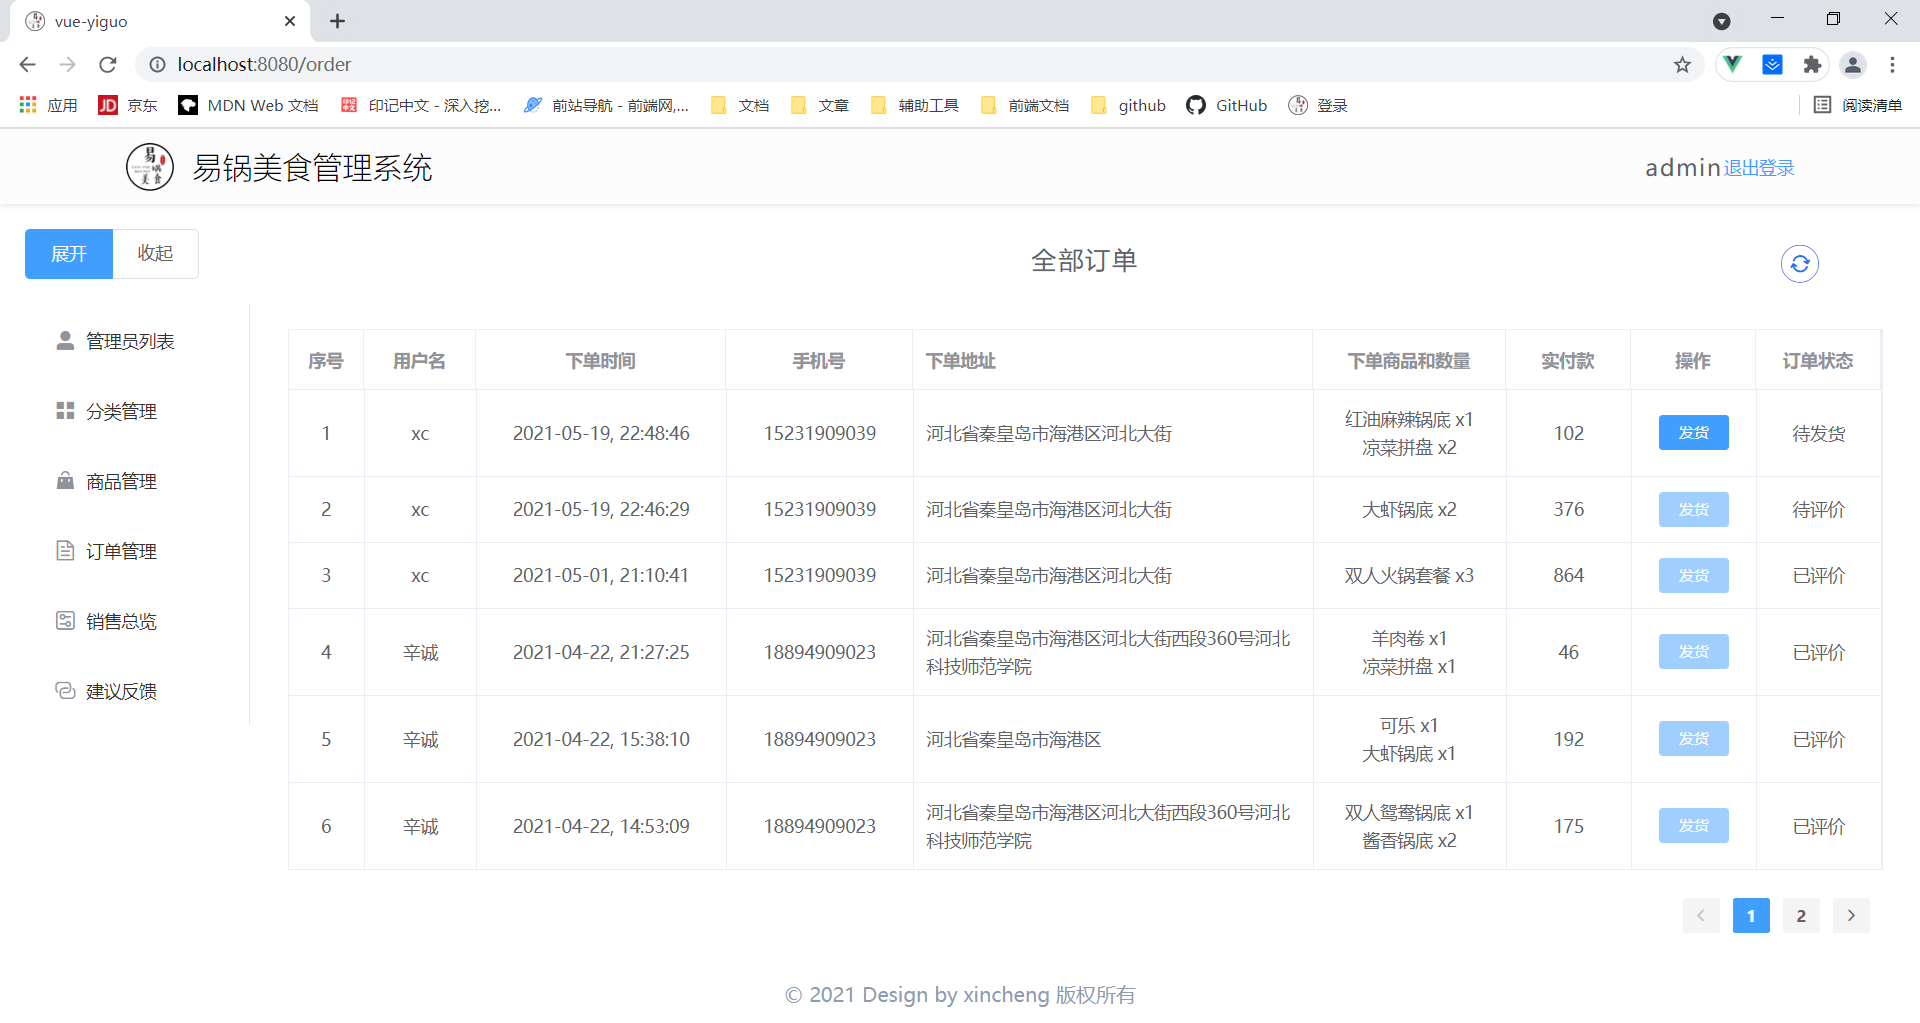 vue-yiguo
localhost:8080/order
应用
京东
MDN Web 文档
印记中文 - 深入挖...
前站导航 - 前端网,...
文档
文章
辅助工具
前端文档
github
GitHub
登录
阅读清单
易锅美食管理系统
admin退出登录
展开
收起
全部订单
管理员列表
分类管理
商品管理
订单管理
销售总览
建议反馈
序号 用户名 下单时间 手机号 下单地址 下单商品和数量 实付款 操作 订单状态
1 xc 2021-05-19, 22:48:46 15231909039 河北省秦皇岛市海港区河北大街 红油麻辣锅底 x1
凉菜拼盘 x2
102 发货 待发货
2 xc 2021-05-19, 22:46:29 15231909039 河北省秦皇岛市海港区河北大街 大虾锅底 x2 376 发货 待评价
3 xc 2021-05-01, 21:10:41 15231909039 河北省秦皇岛市海港区河北大街 双人火锅套餐 x3 864 发货 已评价
4 辛诚 2021-04-22, 21:27:25 18894909023 河北省秦皇岛市海港区河北大街西段360号河北
科技师范学院
羊肉卷 x1
凉菜拼盘 x1
46 发货 已评价
5 辛诚 2021-04-22, 15:38:10 18894909023 河北省秦皇岛市海港区 可乐 x1
大虾锅底 x1
192 发货 已评价
6 辛诚 2021-04-22, 14:53:09 18894909023 河北省秦皇岛市海港区河北大街西段360号河北
科技师范学院
双人鸳鸯锅底 x1
酱香锅底 x2
175 发货 已评价
1 2
© 2021 Design by xincheng 版权所有